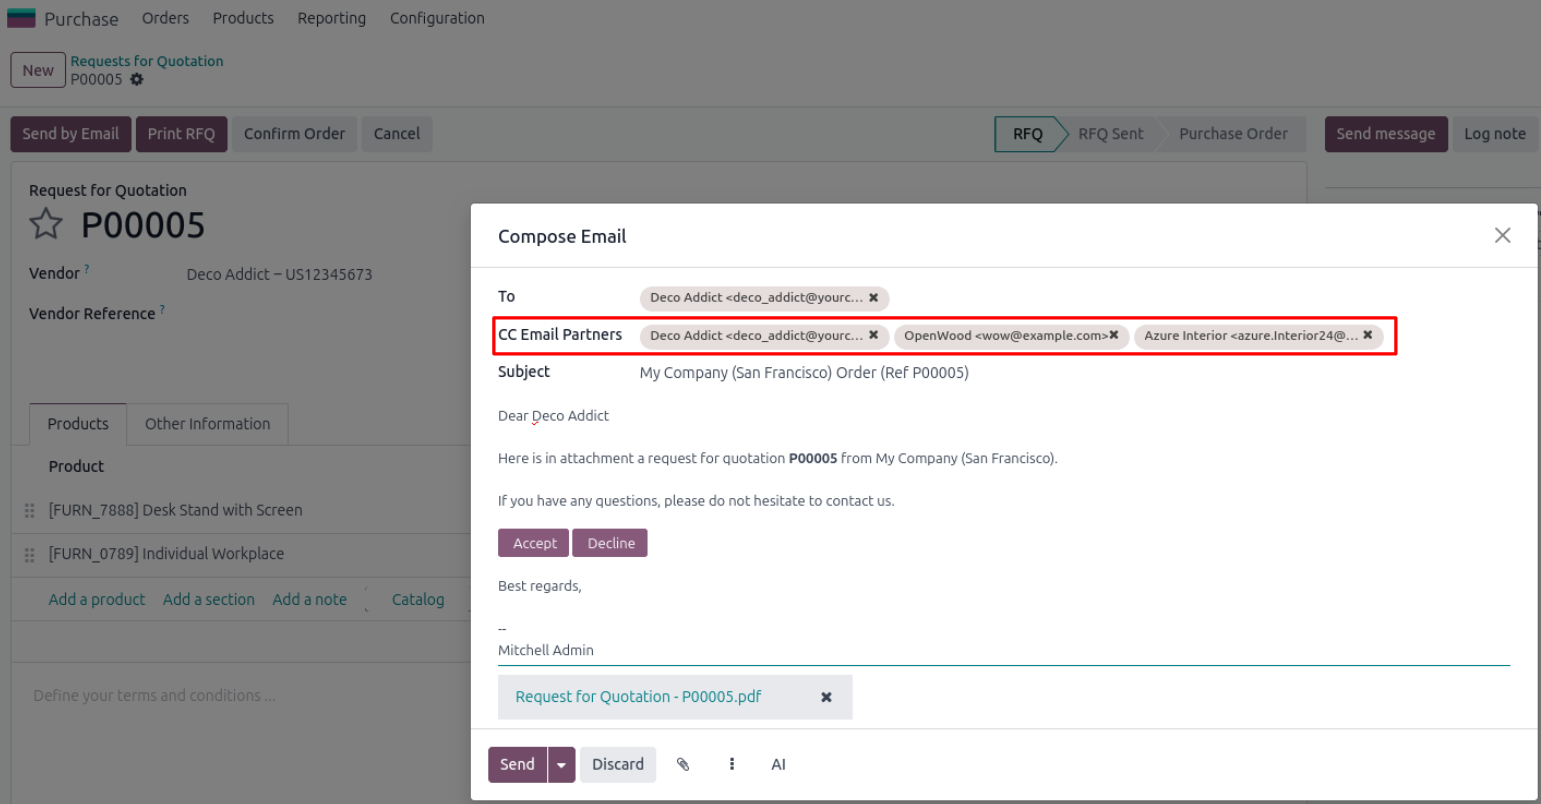 Purchase Orders Products Reporting Configuration
New Requests for Quotation
P00005
Send by Email Print RFQ Confirm Order Cancel RFQ RFQ Sent Purchase Order Send message Log note
Request for Quotation
P00005
Vendor ? Deco Addict – US12345673
Vendor Reference ?
Products Other Information
Product
[FURN_7888] Desk Stand with Screen
[FURN_0789] Individual Workplace
Add a product Add a section Add a note Catalog
Define your terms and conditions ...
Compose Email
To Deco Addict <deco_addict@yourc...
CC Email Partners Deco Addict <deco_addict@yourc... OpenWood <wow@example.com> Azure Interior <azure.Interior24@...
Subject My Company (San Francisco) Order (Ref P00005)
Dear Deco Addict
Here is in attachment a request for quotation P00005 from My Company (San Francisco).
If you have any questions, please do not hesitate to contact us.
Accept Decline
Best regards,
--
Mitchell Admin
Request for Quotation - P00005.pdf
Send Discard AI